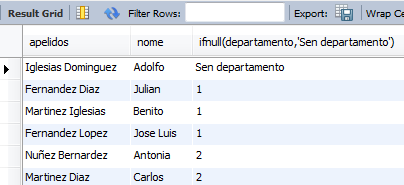 Result Grid Filter Rows: Export: Wrap Ce
apelidos nome ifnull(departamento,'Sen departamento')
Iglesias Dominguez Adolfo Sen departamento
Fernandez Diaz Julian 1
Martinez Iglesias Benito 1
Fernandez Lopez Jose Luis 1
Nuñez Bernardez Antonia 2
Martinez Diaz Carlos 2